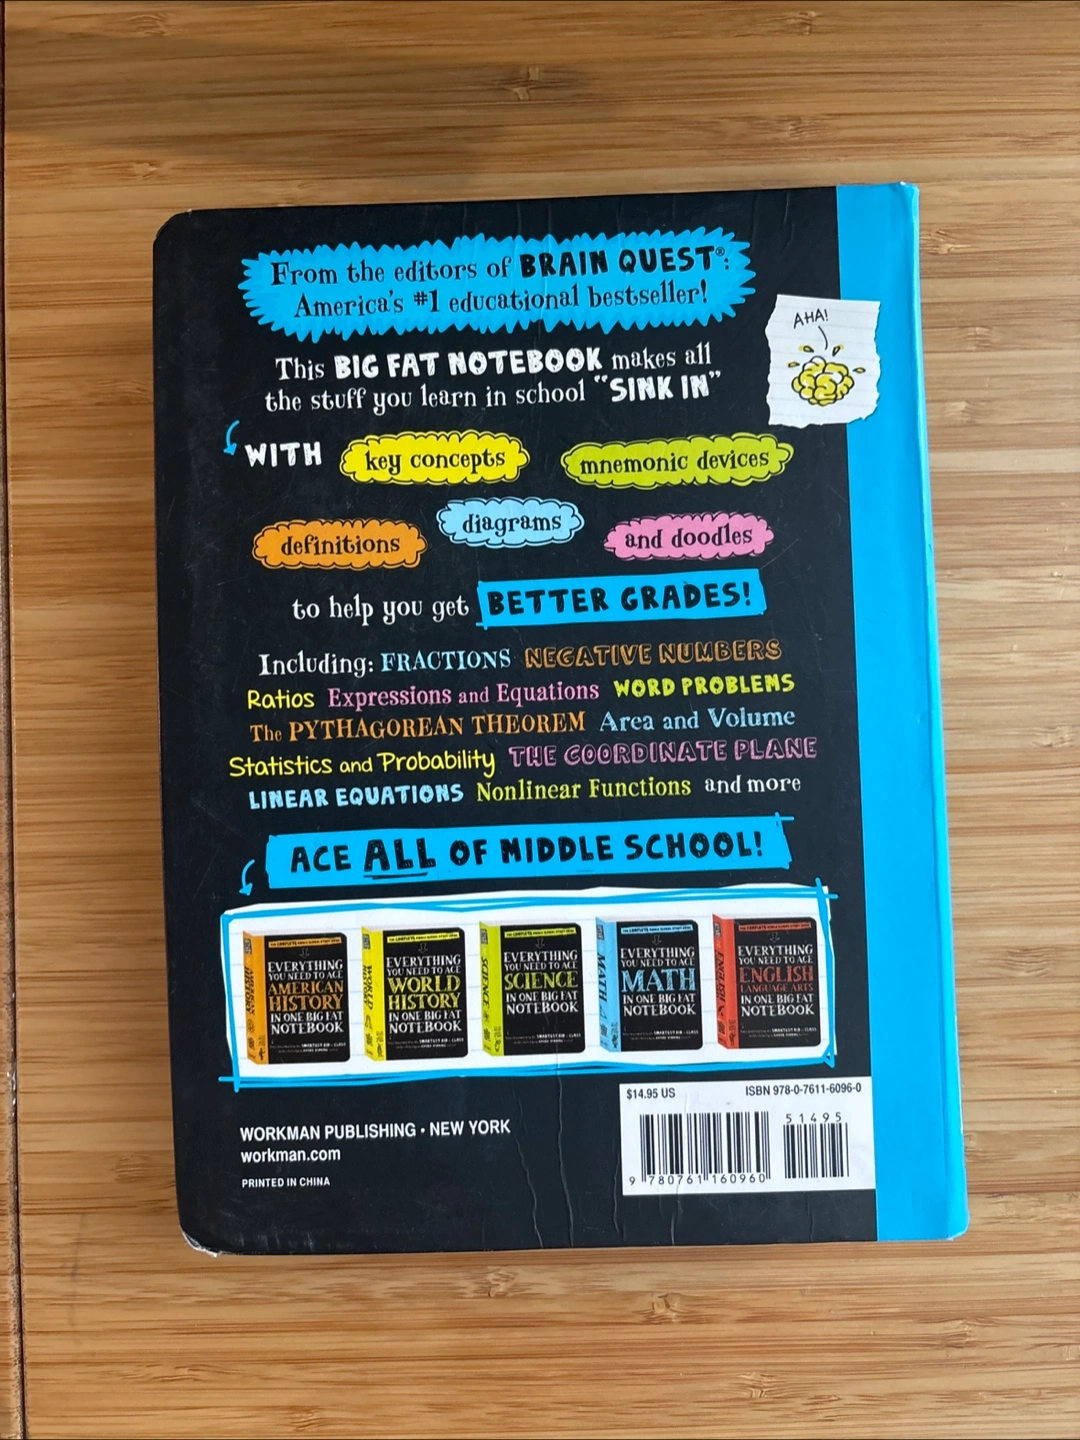 From the editors of BRAIN QUEST®:
America's #1 educational bestseller!
AHA!
This BIG FAT NOTEBOOK makes all
the stuff you learn in school "SINK IN"
WITH key concepts mnemonic devices
definitions diagrams and doodles
to help you get BETTER GRADES!
Including: FRACTIONS NEGATIVE NUMBERS
Ratios Expressions and Equations WORD PROBLEMS
The PYTHAGOREAN THEOREM Area and Volume
Statistics and Probability THE COORDINATE PLANE
LINEAR EQUATIONS Nonlinear Functions and more
ACE ALL OF MIDDLE SCHOOL!
EVERYTHING
YOU NEED TO ACE
AMERICAN
HISTORY
IN ONE BIG FAT
NOTEBOOK
EVERYTHING
YOU NEED TO ACE
WORLD
HISTORY
IN ONE BIG FAT
NOTEBOOK
SCIENCE
EVERYTHING
YOU NEED TO ACE
SCIENCE
IN ONE BIG FAT
NOTEBOOK
MATH
EVERYTHING
YOU NEED TO ACE
MATH
IN ONE BIG FAT
NOTEBOOK
EVERYTHING
YOU NEED TO ACE
ENGLISH
LANGUAGE ARTS
IN ONE BIG FAT
NOTEBOOK
WORKMAN PUBLISHING • NEW YORK
workman.com
PRINTED IN CHINA
$14.95 US ISBN 978-0-7611-6096-0
51495
9 780761 160960